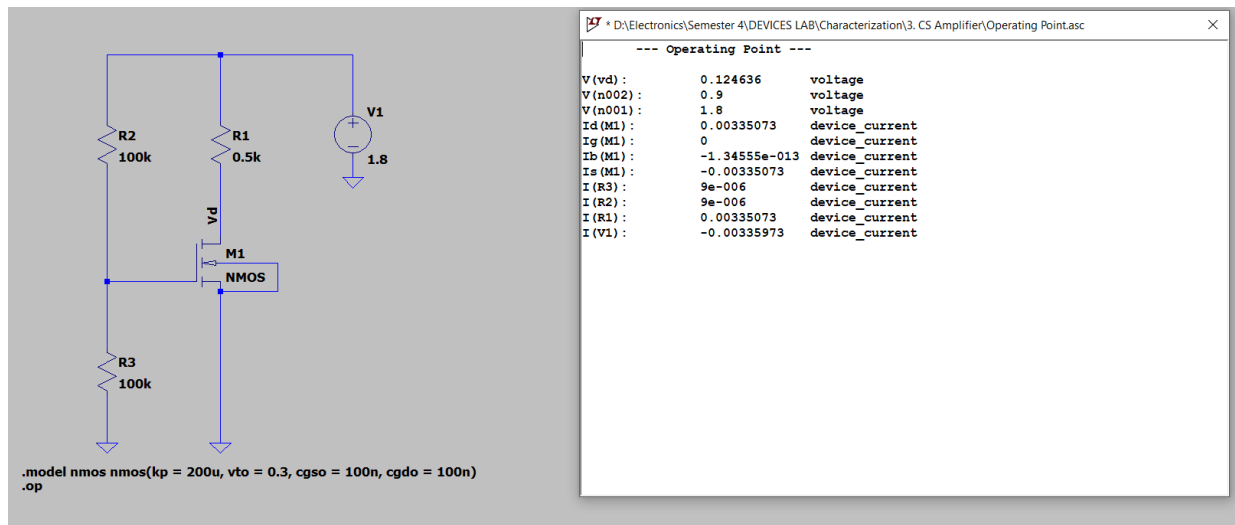 V1
1.8
R2
100k
R1
0.5k
Vd
M1
NMOS
R3
100k
.model nmos nmos(kp = 200u, vto = 0.3, cgso = 100n, cgdo = 100n)
.op
* D:\Electronics\Semester 4\DEVICES LAB\Characterization\3. CS Amplifier\Operating Point.asc
--- Operating Point ---
V(vd): 0.124636 voltage
V(n002): 0.9 voltage
V(n001): 1.8 voltage
Id(M1): 0.00335073 device_current
Ig(M1): 0 device_current
Ib(M1): -1.34555e-013 device_current
Is(M1): -0.00335073 device_current
I(R3): 9e-006 device_current
I(R2): 9e-006 device_current
I(R1): 0.00335073 device_current
I(V1): -0.00335973 device_current